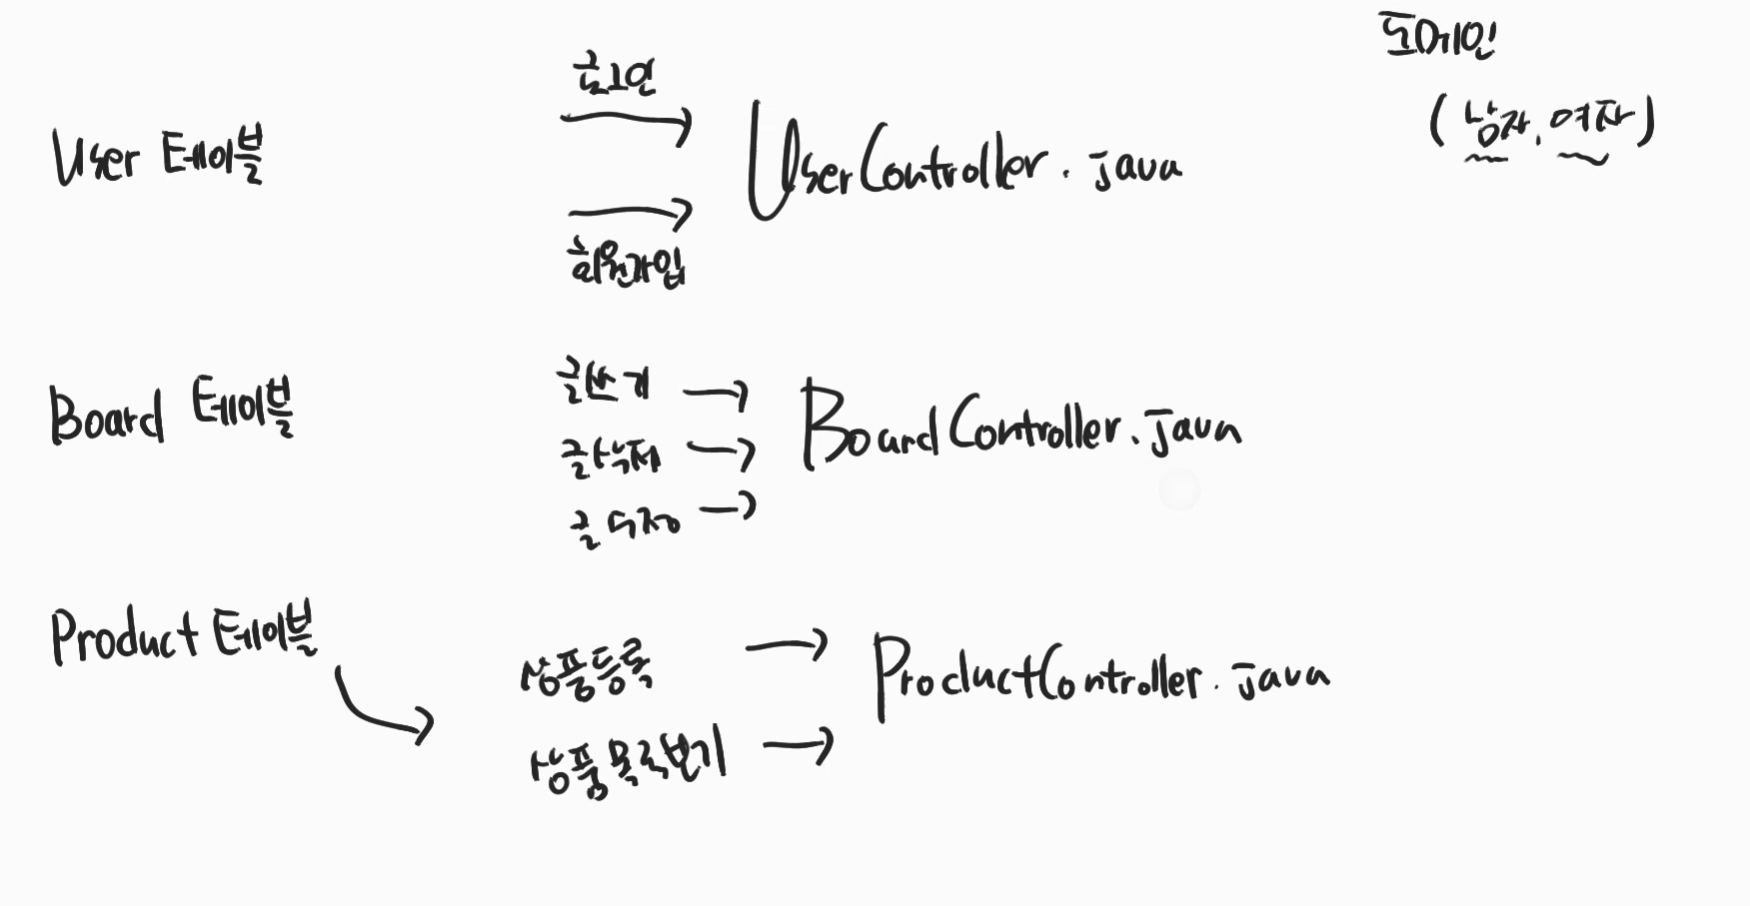 도메인
(남자, 여자)
User 테이블
로그인
UserController.java
회원가입
Board 테이블
글쓰기
글삭제
글수정
BoardController.java
Product 테이블
상품등록
상품목록보기
ProductController.java